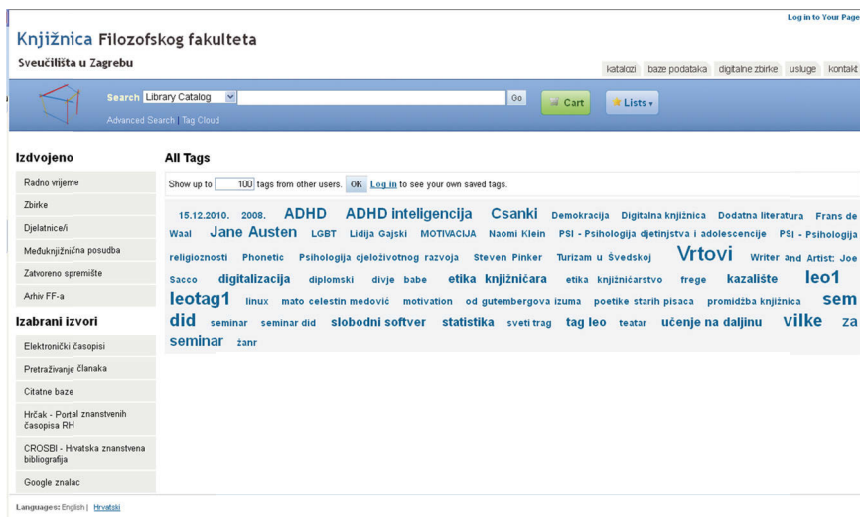 Log in to Your Page
Knjižnica Filozofskog fakulteta
Sveučilišta u Zagrebu
katalozi baze podataka digitalne zbirke usluge kontakt
Search Library Catalog Go Cart Lists
Advanced Search | Tag Cloud
Izdvojeno
Radno vrijeme
Zbirke
Djelatnice/i
Međuknjižnična posudba
Zatvoreno spremište
Arhiv FF-a
Izabrani izvori
Elektronički časopisi
Pretraživanje članaka
Citatne baze
Hrčak - Portal znanstvenih
časopisa RH
CROSBI - Hrvatska znanstvena
bibliografija
Google znalac
All Tags
Show up to 100 tags from other users. OK Log in to see your own saved tags.
15.12.2010. 2008. ADHD ADHD inteligencija Csanki Demokracija Digitalna knjižnica Dodatna literatura Frans de
Waal Jane Austen LGBT Lidija Gajski MOTIVACIJA Naomi Klein PSI - Psihologija djetinjstva i adolescencije PSI - Psihologija
religioznosti Phonetic Psihologija cjeloživotnog razvoja Steven Pinker Turizam u Švedskoj Vrtovi Writer and Artist: Joe
Sacco digitalizacija diplomski divje babe etika knjižničara etika knjižničarstvo frege kazalište leo1
leotag1 linux mato celestin medović motivation od gutembergova izuma poetike starih pisaca promidžba knjižnica sem
did seminar seminar did slobodni softver statistika sveti trag tag leo teatar učenje na daljinu vilke za
seminar žanr
Languages: English | Hrvatski